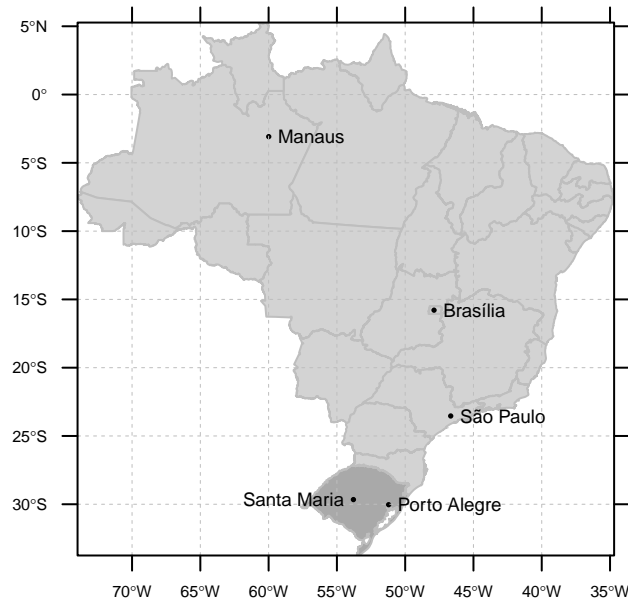 5°N
0°
Manaus
5°S
10°S
15°S
Brasília
20°S
São Paulo
25°S
Santa Maria
Porto Alegre
30°S
70°W
65°W
60°W
55°W
50°W
45°W
40°W
35°W